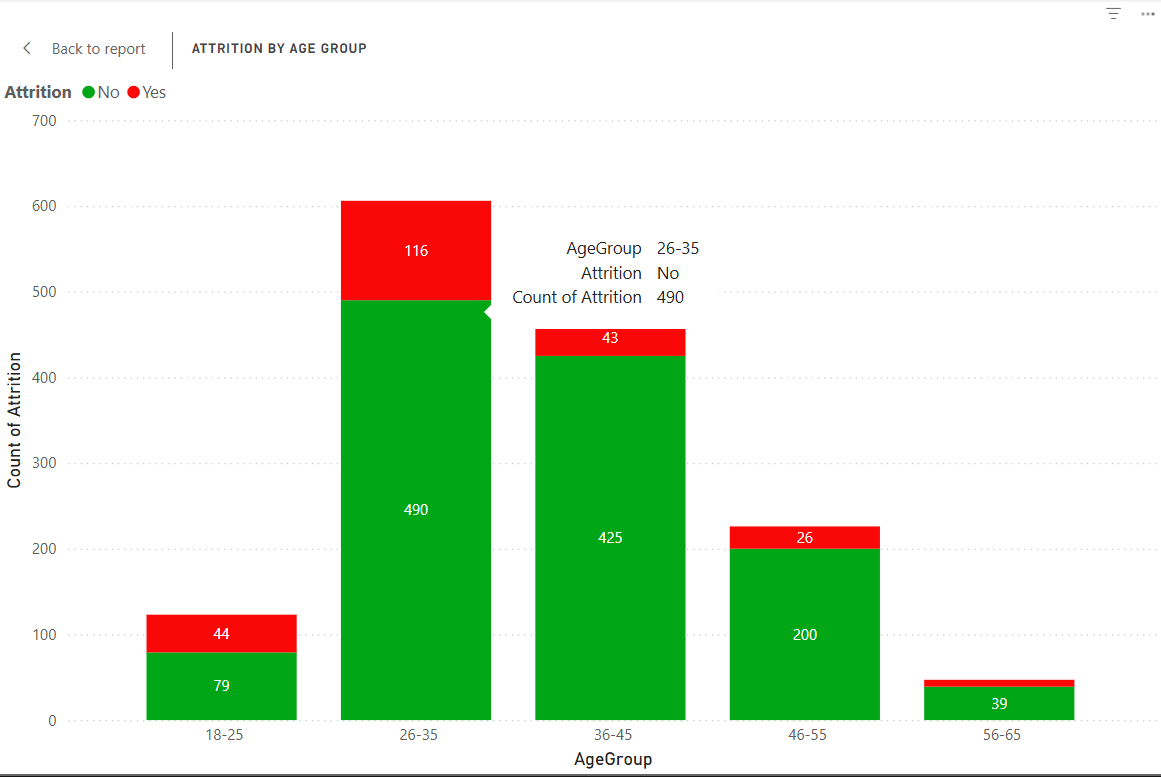 Back to report
ATTRITION BY AGE GROUP
Attrition No Yes
700
600
500
400
300
200
100
0
Count of Attrition
116
AgeGroup 26-35
Attrition No
Count of Attrition 490
43
490
425
26
200
44
79
39
18-25 26-35 36-45 46-55 56-65
AgeGroup